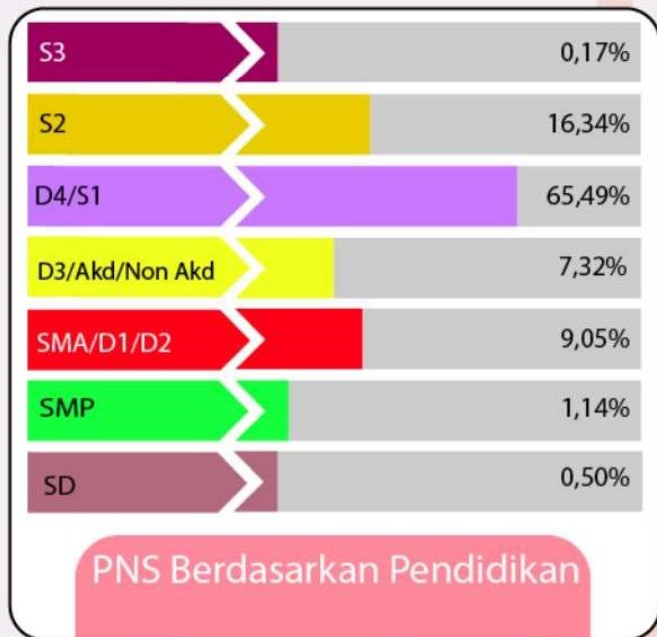 S3 0,17%
S2 16,34%
D4/S1 65,49%
D3/Akd/Non Akd 7,32%
SMA/D1/D2 9,05%
SMP 1,14%
SD 0,50%
PNS Berdasarkan Pendidikan